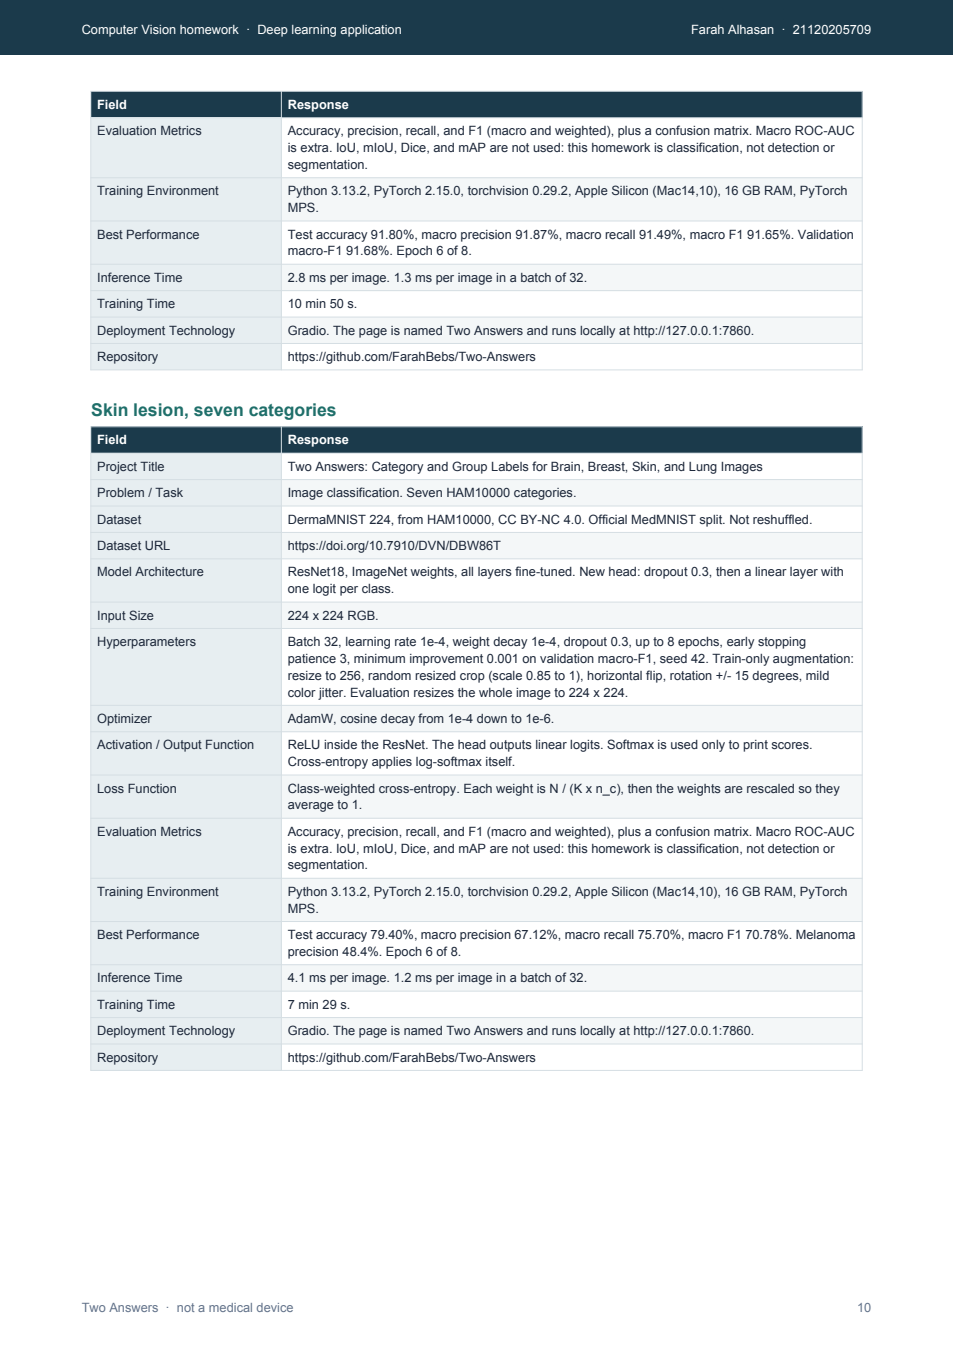 Computer Vision homework · Deep learning application
Farah Alhasan · 21120205709
Field Response
Evaluation Metrics Accuracy, precision, recall, and F1 (macro and weighted), plus a confusion matrix. Macro ROC-AUC
is extra. IoU, mIoU, Dice, and mAP are not used: this homework is classification, not detection or
segmentation.
Training Environment Python 3.13.2, PyTorch 2.15.0, torchvision 0.29.2, Apple Silicon (Mac14,10), 16 GB RAM, PyTorch
MPS.
Best Performance Test accuracy 91.80%, macro precision 91.87%, macro recall 91.49%, macro F1 91.65%. Validation
macro-F1 91.68%. Epoch 6 of 8.
Inference Time 2.8 ms per image. 1.3 ms per image in a batch of 32.
Training Time 10 min 50 s.
Deployment Technology Gradio. The page is named Two Answers and runs locally at http://127.0.0.1:7860.
Repository https://github.com/FarahBebs/Two-Answers
Skin lesion, seven categories
Field Response
Project Title Two Answers: Category and Group Labels for Brain, Breast, Skin, and Lung Images
Problem / Task Image classification. Seven HAM10000 categories.
Dataset DermaMNIST 224, from HAM10000, CC BY-NC 4.0. Official MedMNIST split. Not reshuffled.
Dataset URL https://doi.org/10.7910/DVN/DBW86T
Model Architecture ResNet18, ImageNet weights, all layers fine-tuned. New head: dropout 0.3, then a linear layer with
one logit per class.
Input Size 224 x 224 RGB.
Hyperparameters Batch 32, learning rate 1e-4, weight decay 1e-4, dropout 0.3, up to 8 epochs, early stopping
patience 3, minimum improvement 0.001 on validation macro-F1, seed 42. Train-only augmentation:
resize to 256, random resized crop (scale 0.85 to 1), horizontal flip, rotation +/- 15 degrees, mild
color jitter. Evaluation resizes the whole image to 224 x 224.
Optimizer AdamW, cosine decay from 1e-4 down to 1e-6.
Activation / Output Function ReLU inside the ResNet. The head outputs linear logits. Softmax is used only to print scores.
Cross-entropy applies log-softmax itself.
Loss Function Class-weighted cross-entropy. Each weight is N / (K x n_c), then the weights are rescaled so they
average to 1.
Evaluation Metrics Accuracy, precision, recall, and F1 (macro and weighted), plus a confusion matrix. Macro ROC-AUC
is extra. IoU, mIoU, Dice, and mAP are not used: this homework is classification, not detection or
segmentation.
Training Environment Python 3.13.2, PyTorch 2.15.0, torchvision 0.29.2, Apple Silicon (Mac14,10), 16 GB RAM, PyTorch
MPS.
Best Performance Test accuracy 79.40%, macro precision 67.12%, macro recall 75.70%, macro F1 70.78%. Melanoma
precision 48.4%. Epoch 6 of 8.
Inference Time 4.1 ms per image. 1.2 ms per image in a batch of 32.
Training Time 7 min 29 s.
Deployment Technology Gradio. The page is named Two Answers and runs locally at http://127.0.0.1:7860.
Repository https://github.com/FarahBebs/Two-Answers
Two Answers · not a medical device
10